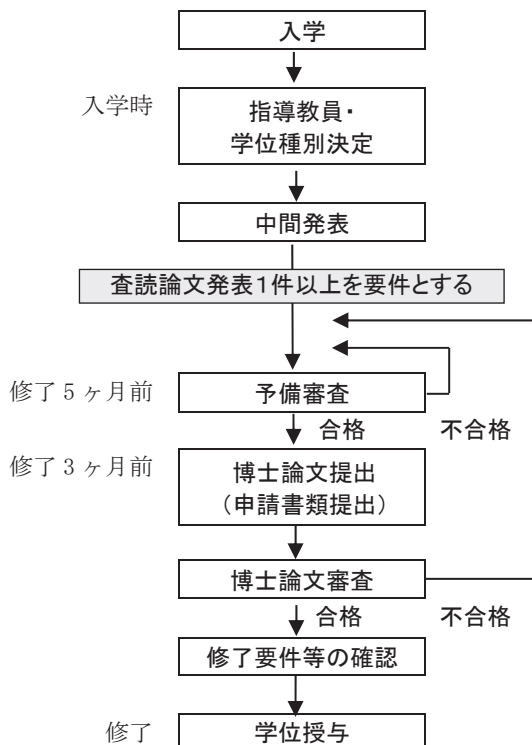 入学
入学時
指導教員・
学位種別決定
中間発表
査読論文発表1件以上を要件とする
修了5ヶ月前
予備審査
合格
不合格
修了3ヶ月前
博士論文提出
（申請書類提出）
博士論文審査
合格
不合格
修了要件等の確認
修了
学位授与